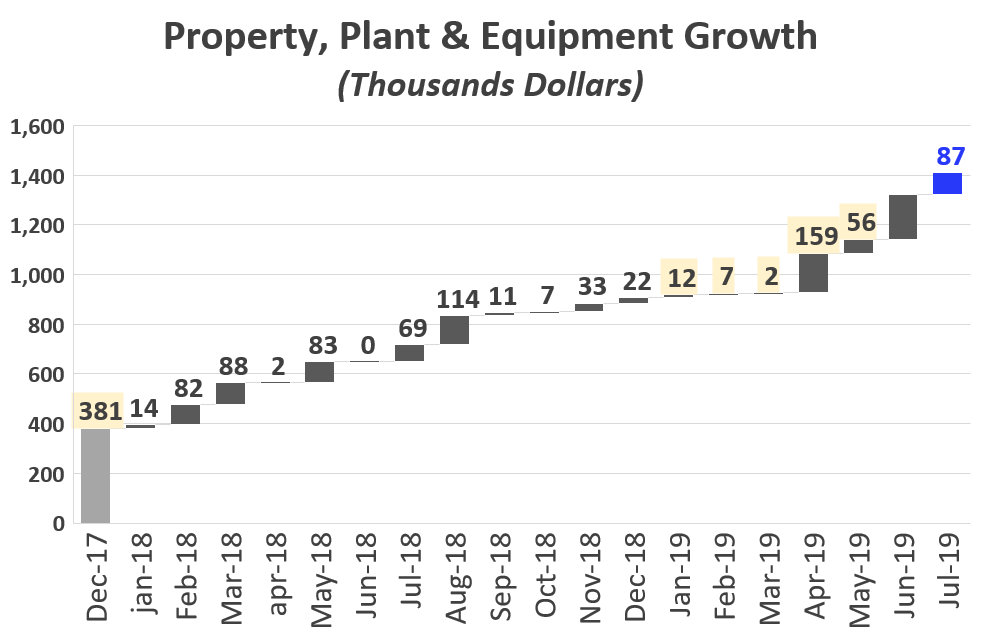 Property, Plant & Equipment Growth
(Thousands Dollars)
1,600
1,400
1,200
1,000
800
600
400
200
0
381
14
82
88
2
83
0
69
114
11
7
33
22
12
7
2
159
56
87
Dec-17
jan-18
Feb-18
Mar-18
apr-18
May-18
Jun-18
Jul-18
Aug-18
Sep-18
Oct-18
Nov-18
Dec-18
Jan-19
Feb-19
Mar-19
Apr-19
May-19
Jun-19
Jul-19